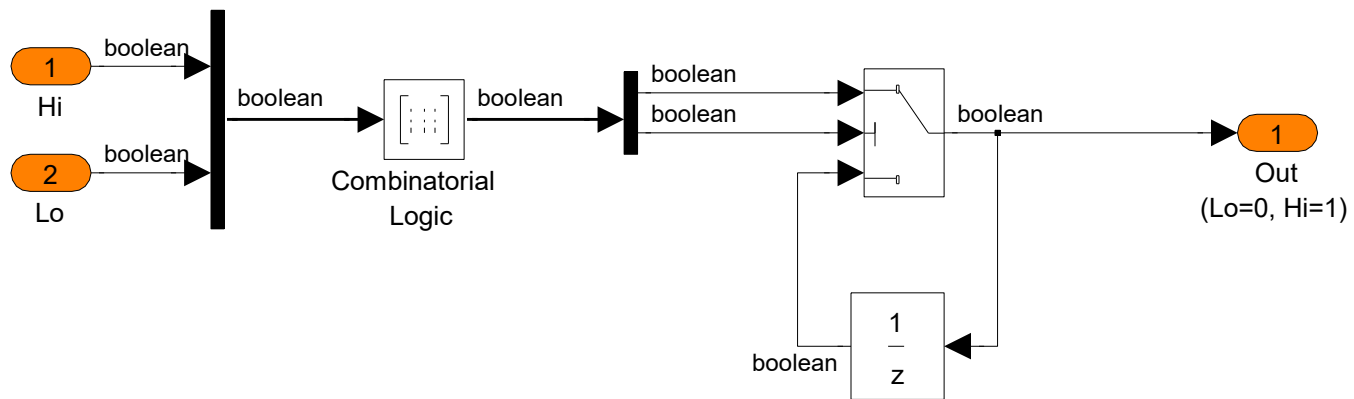 boolean
1
Hi
boolean
2
Lo
boolean
Combinatorial
Logic
boolean
boolean
boolean
boolean
1
Out
(Lo=0, Hi=1)
1
z
boolean